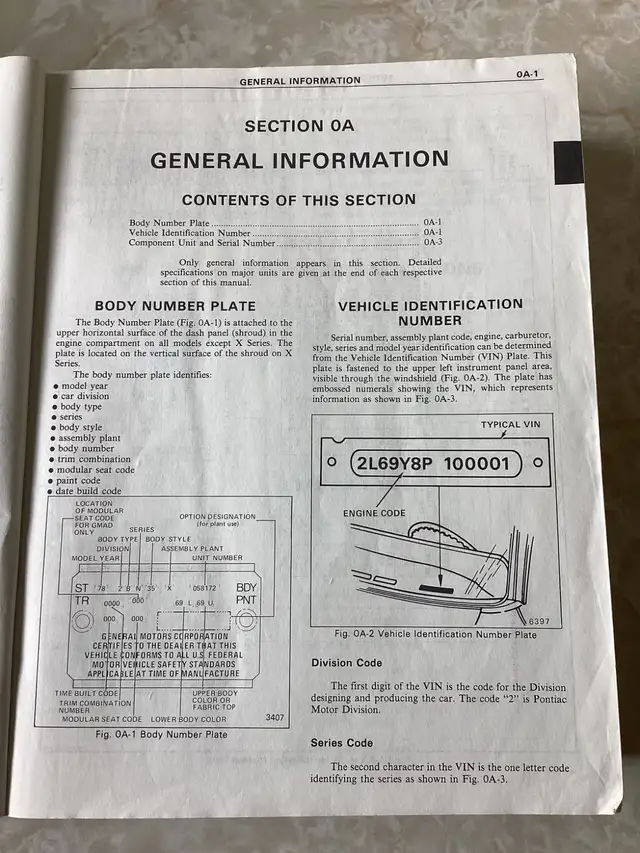 GENERAL INFORMATION 0A-1
SECTION 0A
GENERAL INFORMATION
CONTENTS OF THIS SECTION
Body Number Plate ........ 0A-1
Vehicle Identification Number ........ 0A-1
Component Unit and Serial Number ........ 0A-3
Only general information appears in this section. Detailed
specifications on major units are given at the end of each respective
section of this manual.
BODY NUMBER PLATE
The Body Number Plate (Fig. 0A-1) is attached to the
upper horizontal surface of the dash panel (shroud) in the
engine compartment on all models except X Series. The
plate is located on the vertical surface of the shroud on X
Series.
The body number plate identifies:
• model year
• car division
• body type
• series
• body style
• assembly plant
• body number
• trim combination
• modular seat code
• paint code
• date build code
LOCATION
OF MODULAR
SEAT CODE
FOR GMAD
ONLY
OPTION DESIGNATION
(for plant use)
SERIES
BODY TYPE BODY STYLE
DIVISION ASSEMBLY PLANT
MODEL YEAR UNIT NUMBER
ST 78 2 B N 35 X 058172 BDY
TR 0000 000 69 L 69 U PNT
000 000
GENERAL MOTORS CORPORATION
CERTIFIES TO THE DEALER THAT THIS
VEHICLE CONFORMS TO ALL U.S. FEDERAL
MOTOR VEHICLE SAFETY STANDARDS
APPLICABLE AT TIME OF MANUFACTURE
TIME BUILT CODE
TRIM COMBINATION
NUMBER
MODULAR SEAT CODE
LOWER BODY COLOR
UPPER BODY
COLOR OR
FABRIC TOP
3407
Fig. 0A-1 Body Number Plate
VEHICLE IDENTIFICATION
NUMBER
Serial number, assembly plant code, engine, carburetor,
style, series and model year identification can be determined
from the Vehicle Identification Number (VIN) Plate. This
plate is fastened to the upper left instrument panel area,
visible through the windshield (Fig. 0A-2). The plate has
embossed numerals showing the VIN, which represents
information as shown in Fig. 0A-3.
TYPICAL VIN
2L69Y8P 100001
ENGINE CODE
6397
Fig. 0A-2 Vehicle Identification Number Plate
Division Code
The first digit of the VIN is the code for the Division
designing and producing the car. The code "2" is Pontiac
Motor Division.
Series Code
The second character in the VIN is the one letter code
identifying the series as shown in Fig. 0A-3.